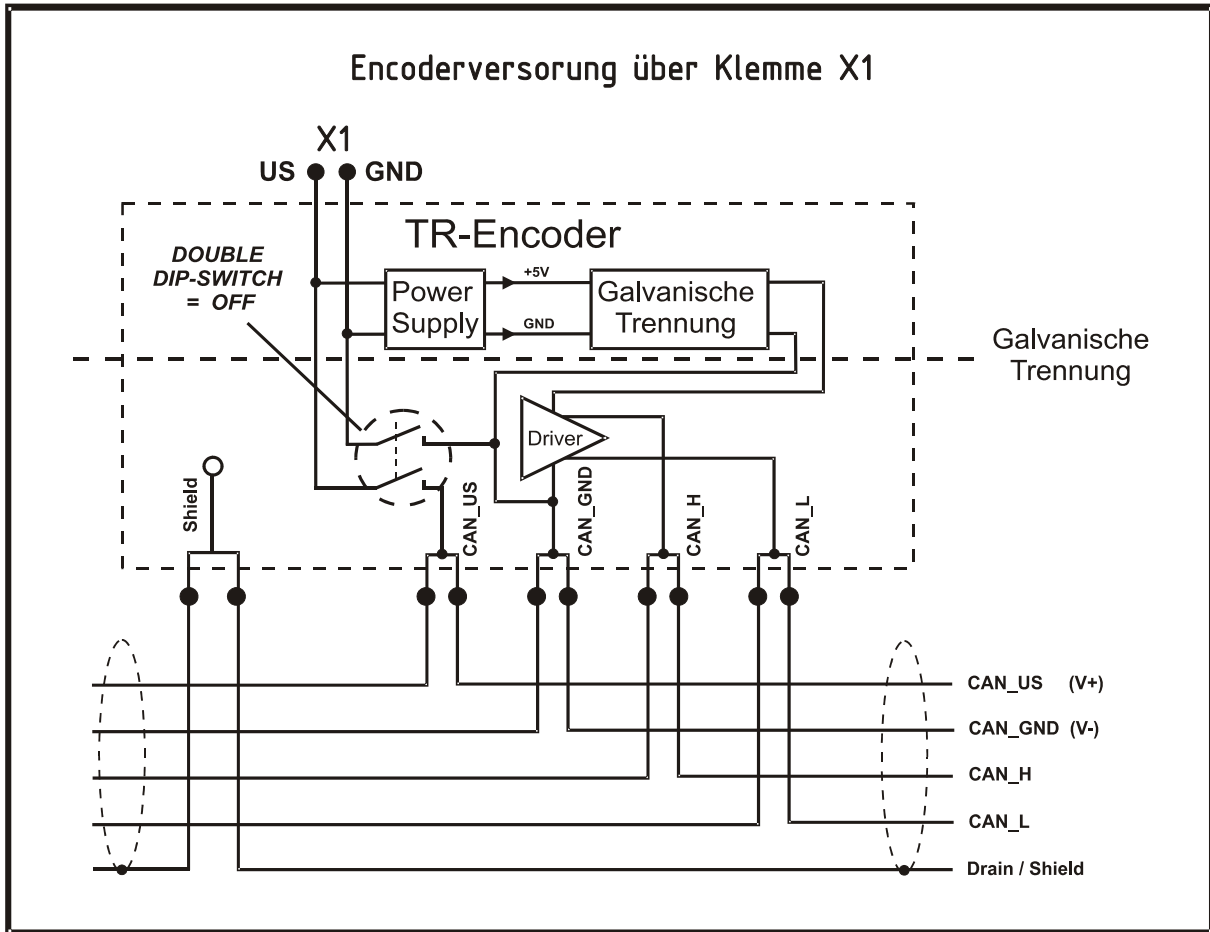 Encoderversorung über Klemme X1
X1
US
GND
TR-Encoder
DOUBLE
DIP-SWITCH
= OFF
Power
Supply
+5V
GND
Galvanische
Trennung
Galvanische
Trennung
Driver
Shield
CAN_US
CAN_GND
CAN_H
CAN_L
CAN_US (V+)
CAN_GND (V-)
CAN_H
CAN_L
Drain / Shield